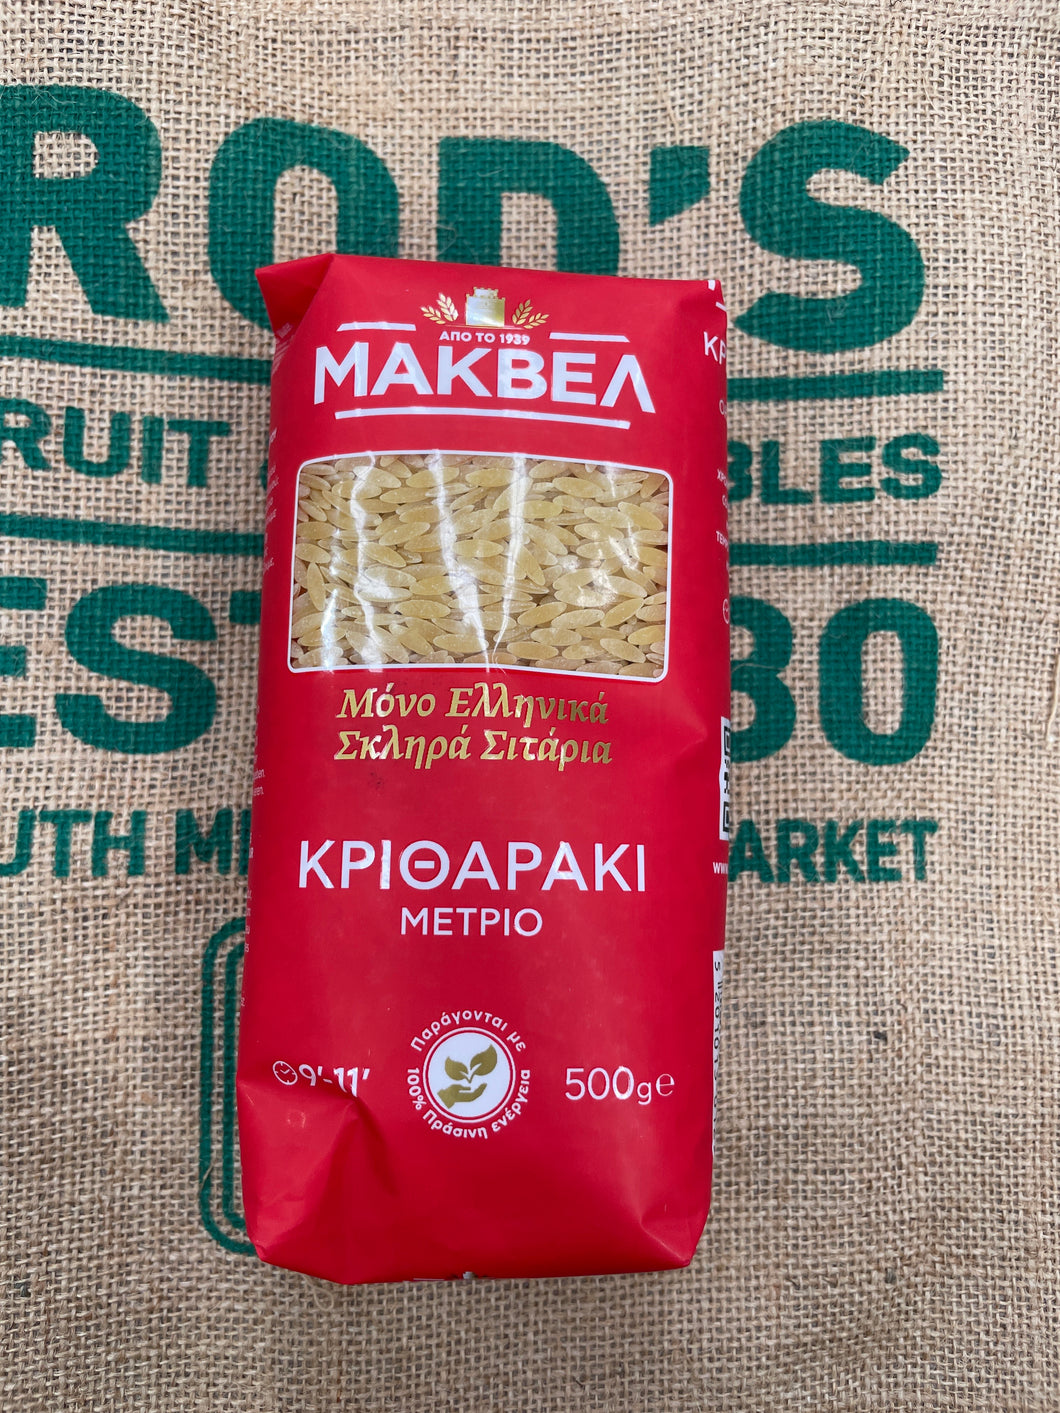 ROD'S
RUIT &
BLES
EST
80
UTH M
ARKET
ΑΠΟ ΤΟ 1939
ΜΑΚΒΕΛ
Μόνο Ελληνικά
Σκληρά Σιτάρια
ΚΡΙΘΑΡΑΚΙ
ΜΕΤΡΙΟ
Παράγονται με
100% Πράσινη ενέργεια
9'-11'
500g℮